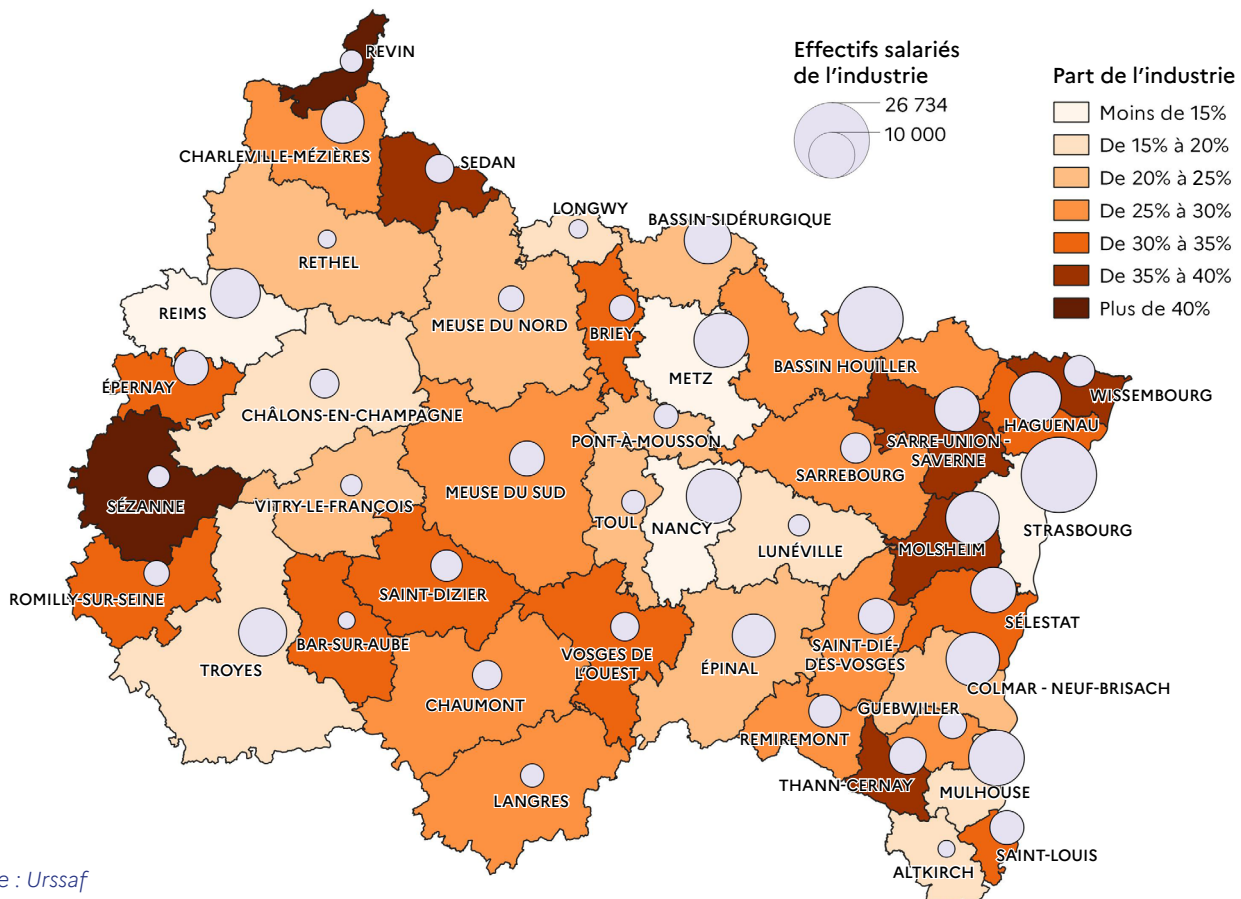 Effectifs salariés
de l'industrie
26 734
10 000
Part de l'industrie
Moins de 15%
De 15% à 20%
De 20% à 25%
De 25% à 30%
De 30% à 35%
De 35% à 40%
Plus de 40%
REVIN
CHARLEVILLE-MÉZIÈRES
SEDAN
LONGWY
BASSIN SIDÉRURGIQUE
RETHEL
REIMS
MEUSE DU NORD
BRIEY
METZ
BASSIN HOUILLER
ÉPERNAY
CHÂLONS-EN-CHAMPAGNE
WISSEMBOURG
HAGUENAU
PONT-À-MOUSSON
SARREBOURG
SARRE-UNION -
SAVERNE
SÉZANNE
VITRY-LE-FRANÇOIS
MEUSE DU SUD
TOUL
NANCY
LUNÉVILLE
MOLSHEIM
STRASBOURG
ROMILLY-SUR-SEINE
SAINT-DIZIER
BAR-SUR-AUBE
TROYES
VOSGES DE
L'OUEST
ÉPINAL
SAINT-DIÉ-
DES-VOSGES
SÉLESTAT
COLMAR - NEUF-BRISACH
CHAUMONT
GUEBWILLER
REMIREMONT
LANGRES
THANN-CERNAY
MULHOUSE
SAINT-LOUIS
ALTKIRCH
e : Urssaf